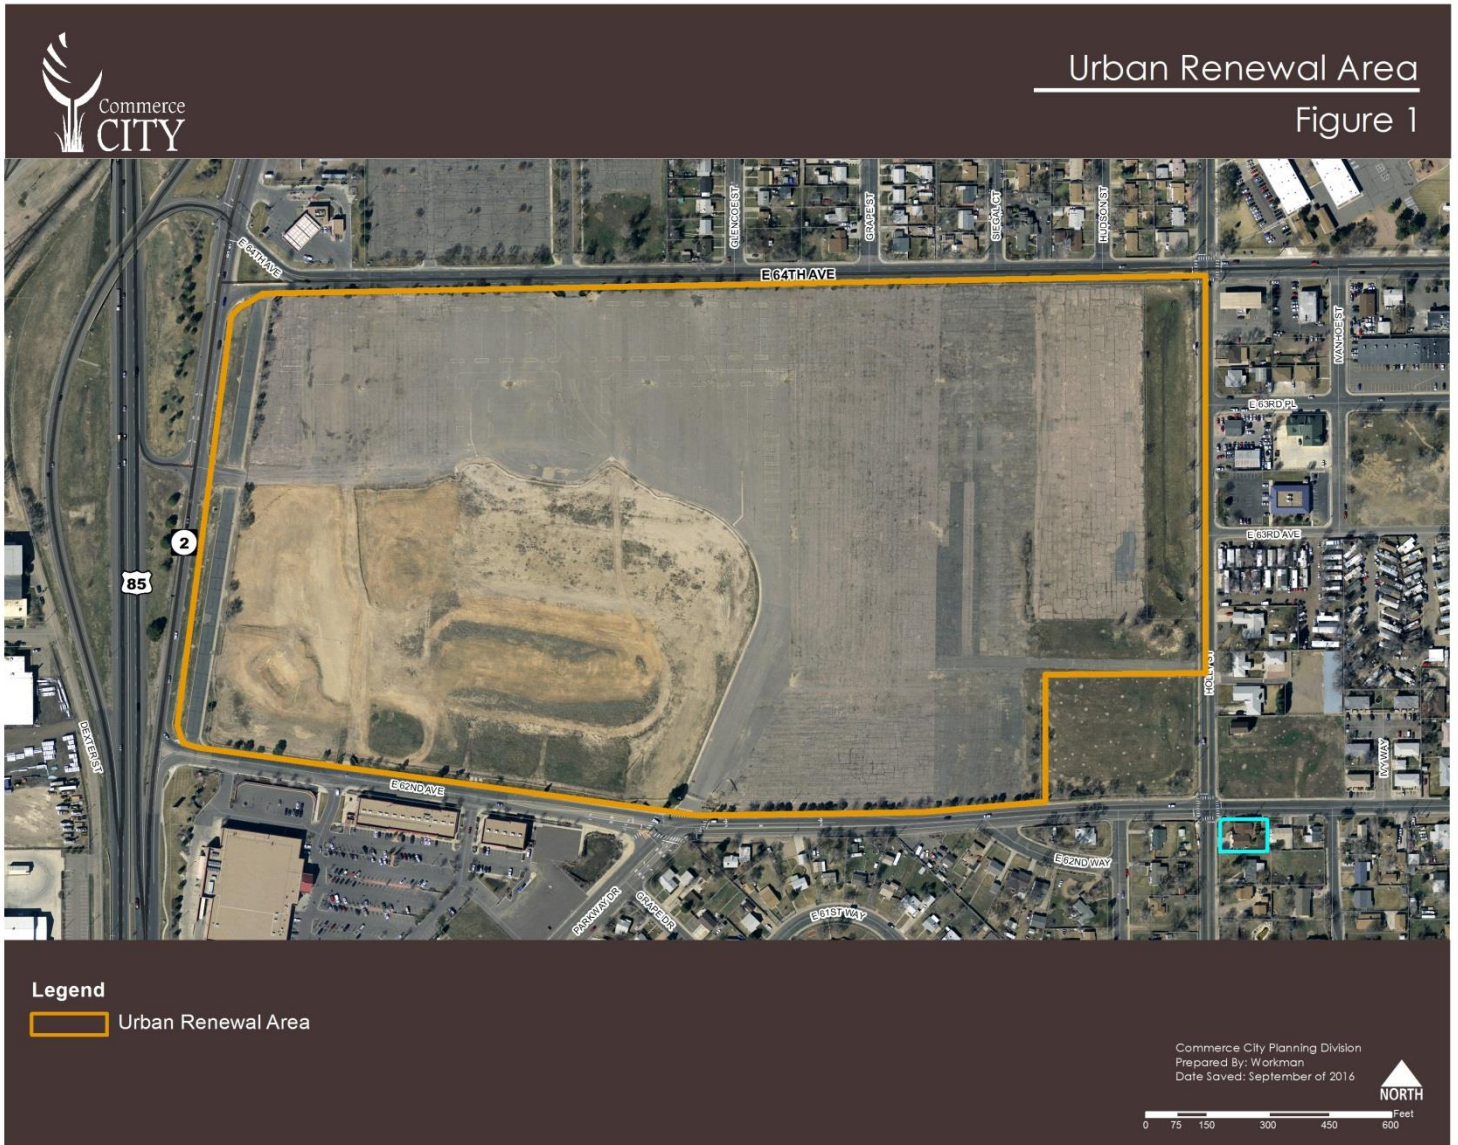 Commerce
CITY
Urban Renewal Area
Figure 1
GLENCOE ST
GRAPE ST
SIEGAL CT
HUDSON ST
E 64TH AVE
E 64TH AVE
IVANHOE ST
E 63RD PL
E 63RD AVE
2
85
HOLLY ST
DEXTER ST
IVY WAY
E 62ND AVE
E 62ND WAY
PARKWAY DR
GRAPE DR
E 61ST WAY
Legend
Urban Renewal Area
Commerce City Planning Division
Prepared By: Workman
Date Saved: September of 2016
NORTH
Feet
0 75 150 300 450 600